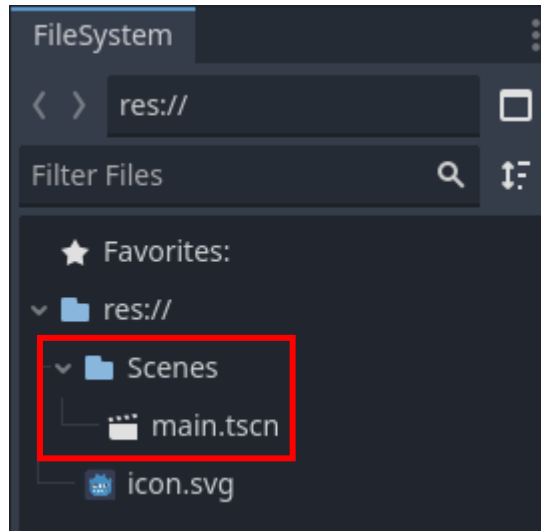 FileSystem
res://
Filter Files
Favorites:
res://
Scenes
main.tscn
icon.svg